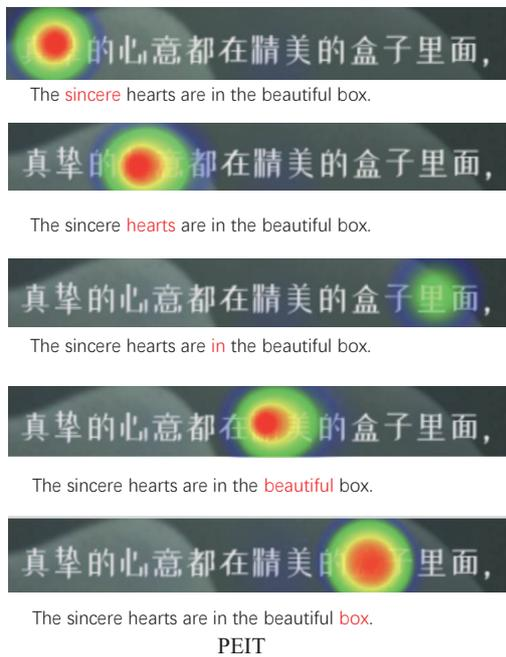 的心意都在精美的盒子里面，
The sincere hearts are in the beautiful box.
真挚的意都在精美的盒子里面，
The sincere hearts are in the beautiful box.
真挚的心意都在精美的盒子里面，
The sincere hearts are in the beautiful box.
真挚的心意都在美的盒子里面，
The sincere hearts are in the beautiful box.
真挚的心意都在精美的子里面，
The sincere hearts are in the beautiful box.
PEIT